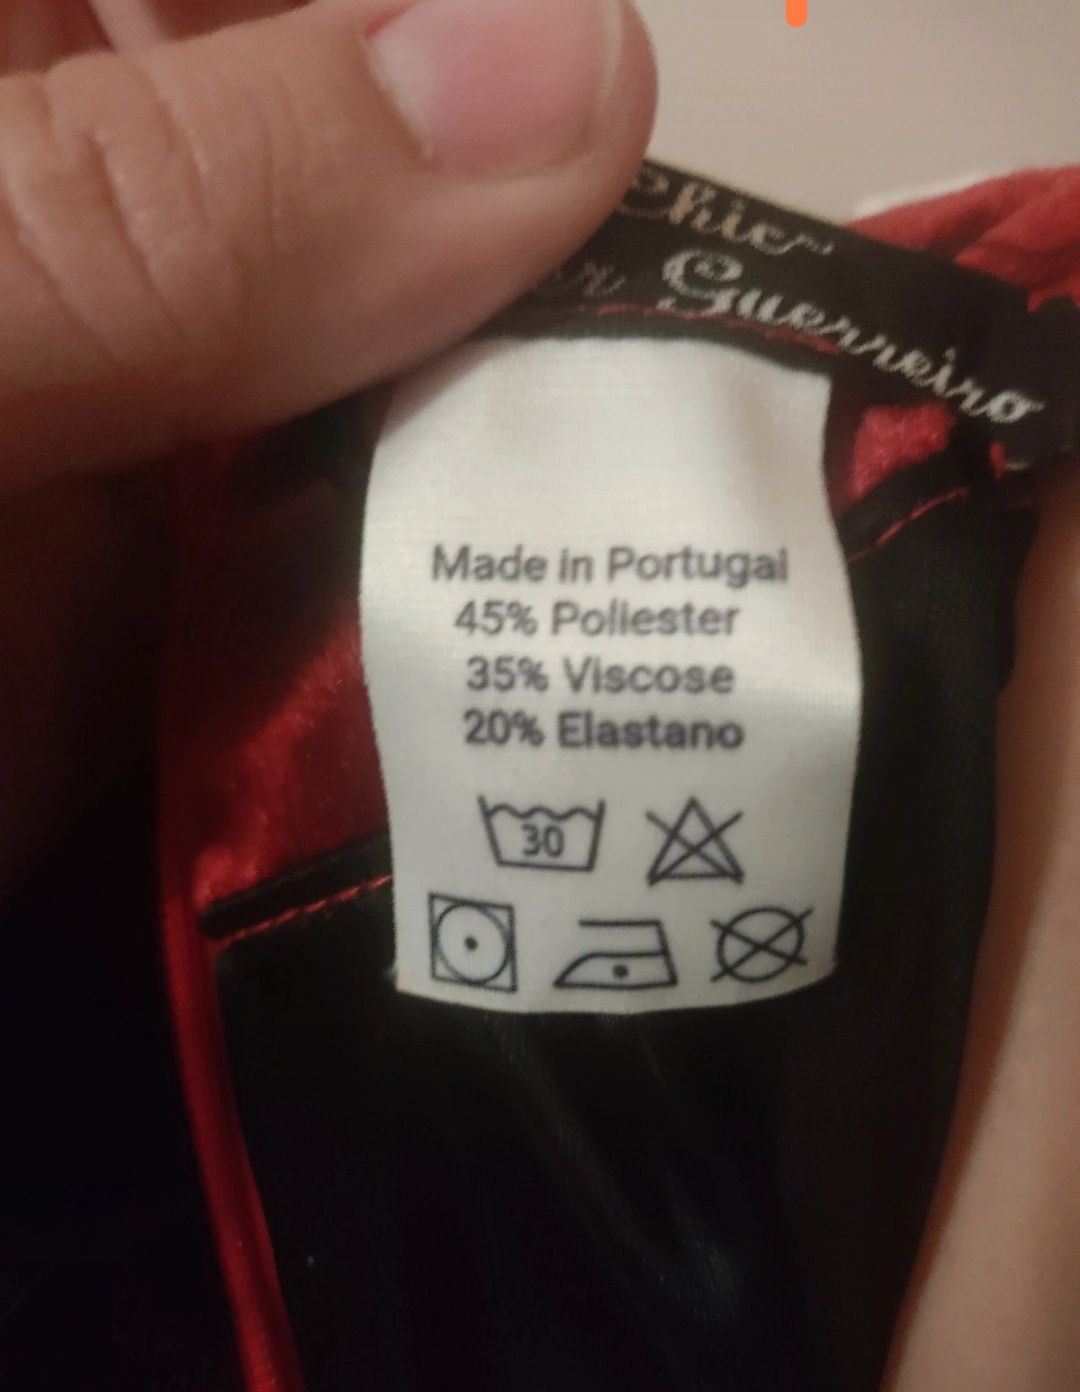 Chic
Guerreiro
Made in Portugal
45% Poliester
35% Viscose
20% Elastano
30